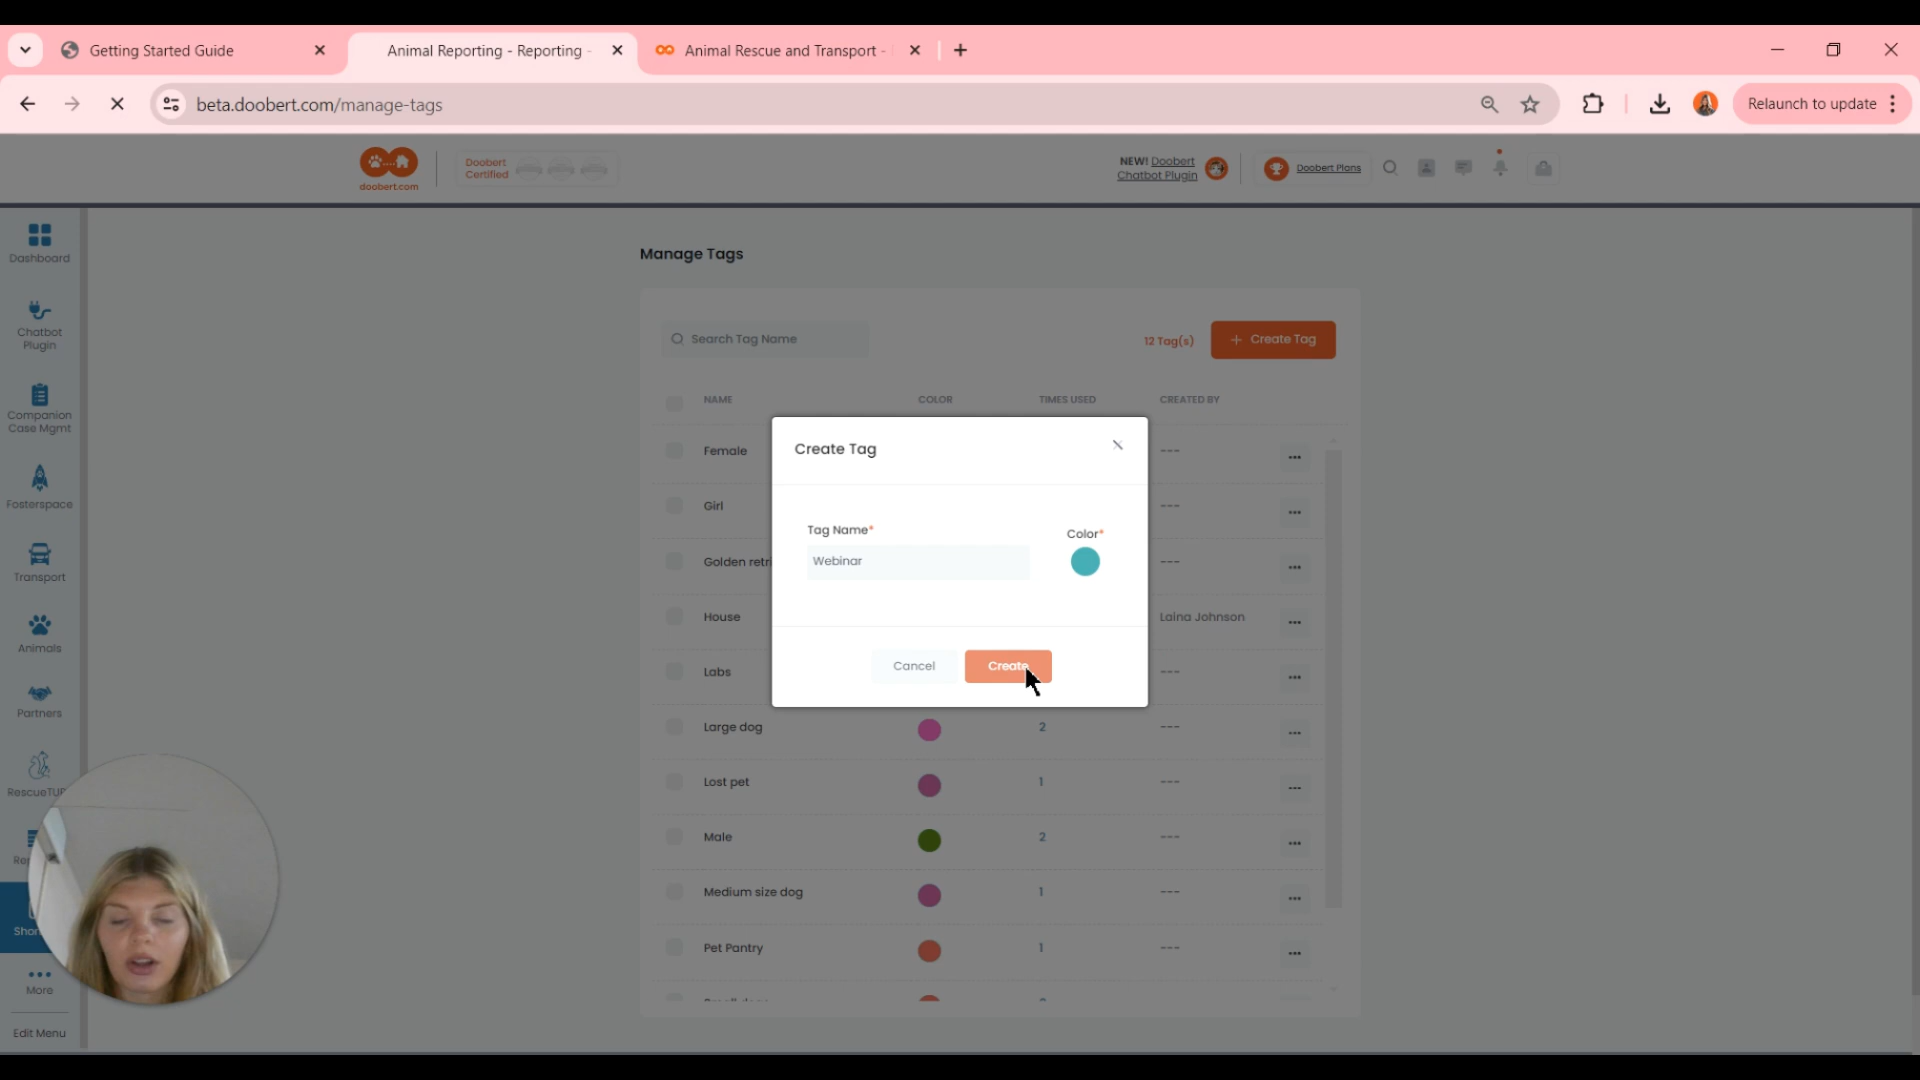 Getting Started Guide
Animal Reporting - Reporting -
Animal Rescue and Transport -
beta.doobert.com/manage-tags
Relaunch to update
doobert.com
Doobert
Certified
NEW! Doobert
Chatbot Plugin
Doobert Plans
Dashboard
Chatbot
Plugin
Companion
Case Mgmt
Fosterspace
Transport
Animals
Partners
More
Edit Menu
Manage Tags
Search Tag Name
12 Tag(s)
+ Create Tag
NAME
COLOR
TIMES USED
CREATED BY
Female
---
Girl
---
Golden retri
---
House
Laina Johnson
Labs
---
Large dog
2
---
Lost pet
1
---
Male
2
---
Medium size dog
1
---
Pet Pantry
1
---
Create Tag
Tag Name*
Color*
Webinar
Cancel
Create